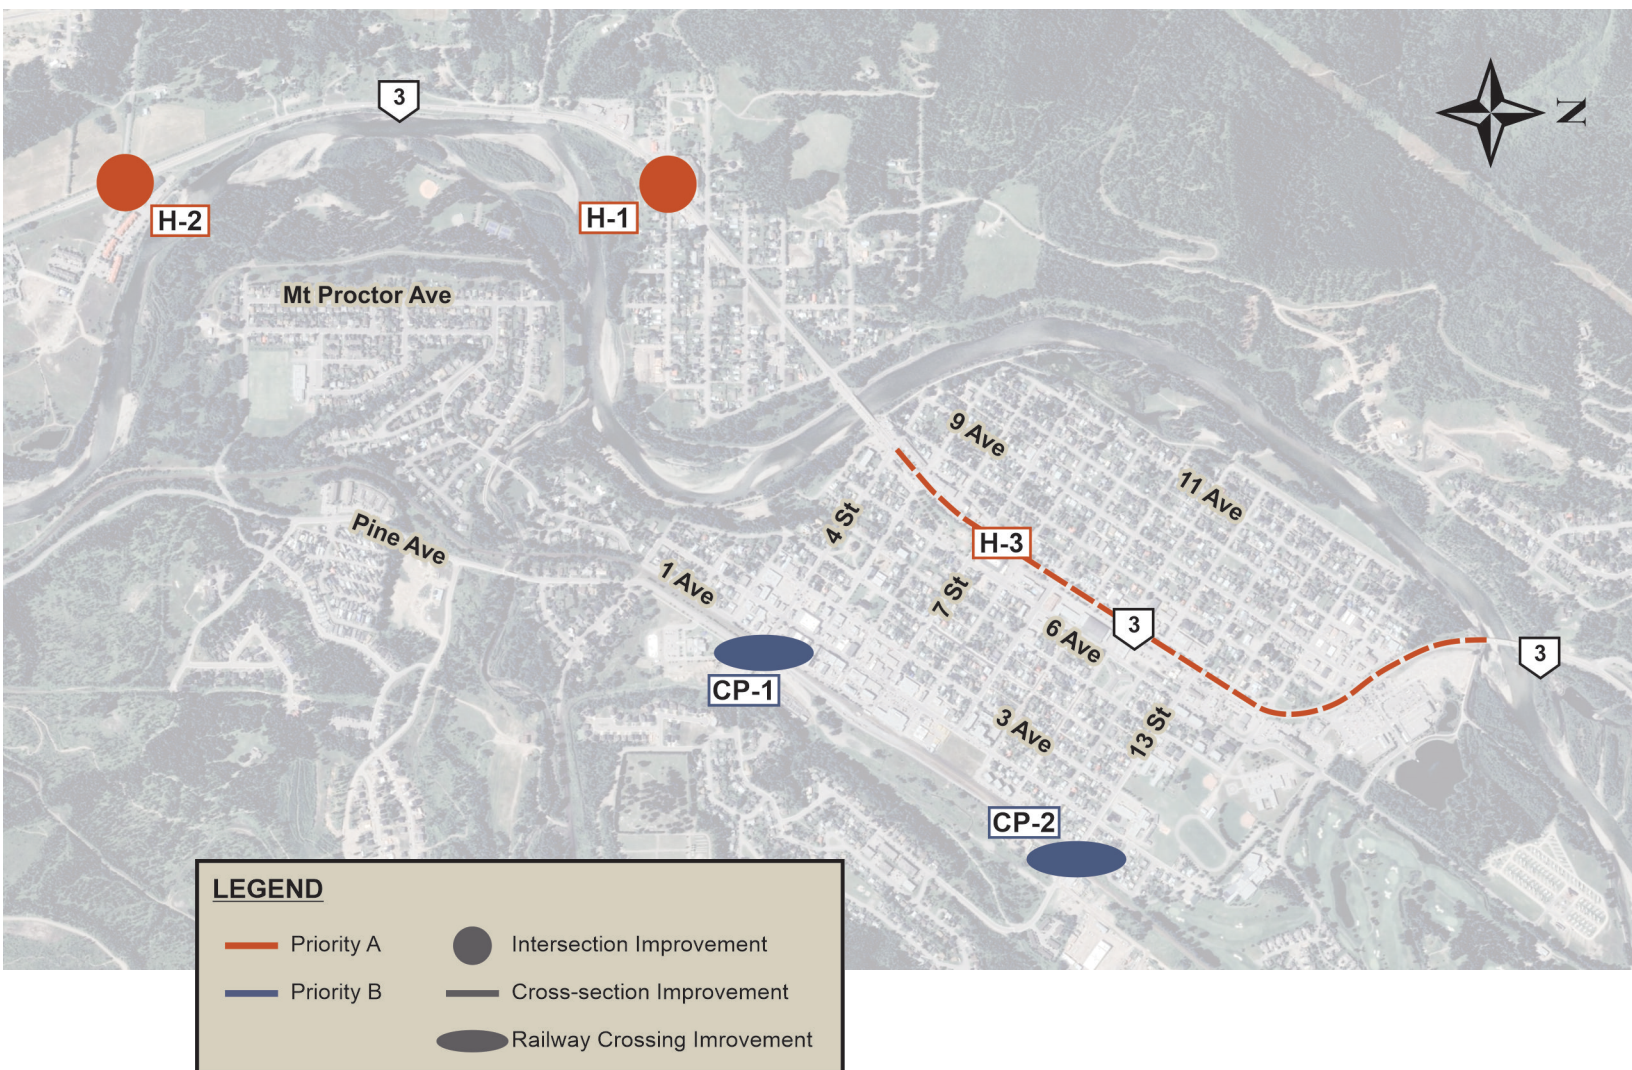 3
N
H-2
H-1
Mt Proctor Ave
9 Ave
11 Ave
4 St
Pine Ave
H-3
1 Ave
7 St
3
6 Ave
3
CP-1
3 Ave
13 St
CP-2
LEGEND
Priority A
Intersection Improvement
Priority B
Cross-section Improvement
Railway Crossing Imrovement